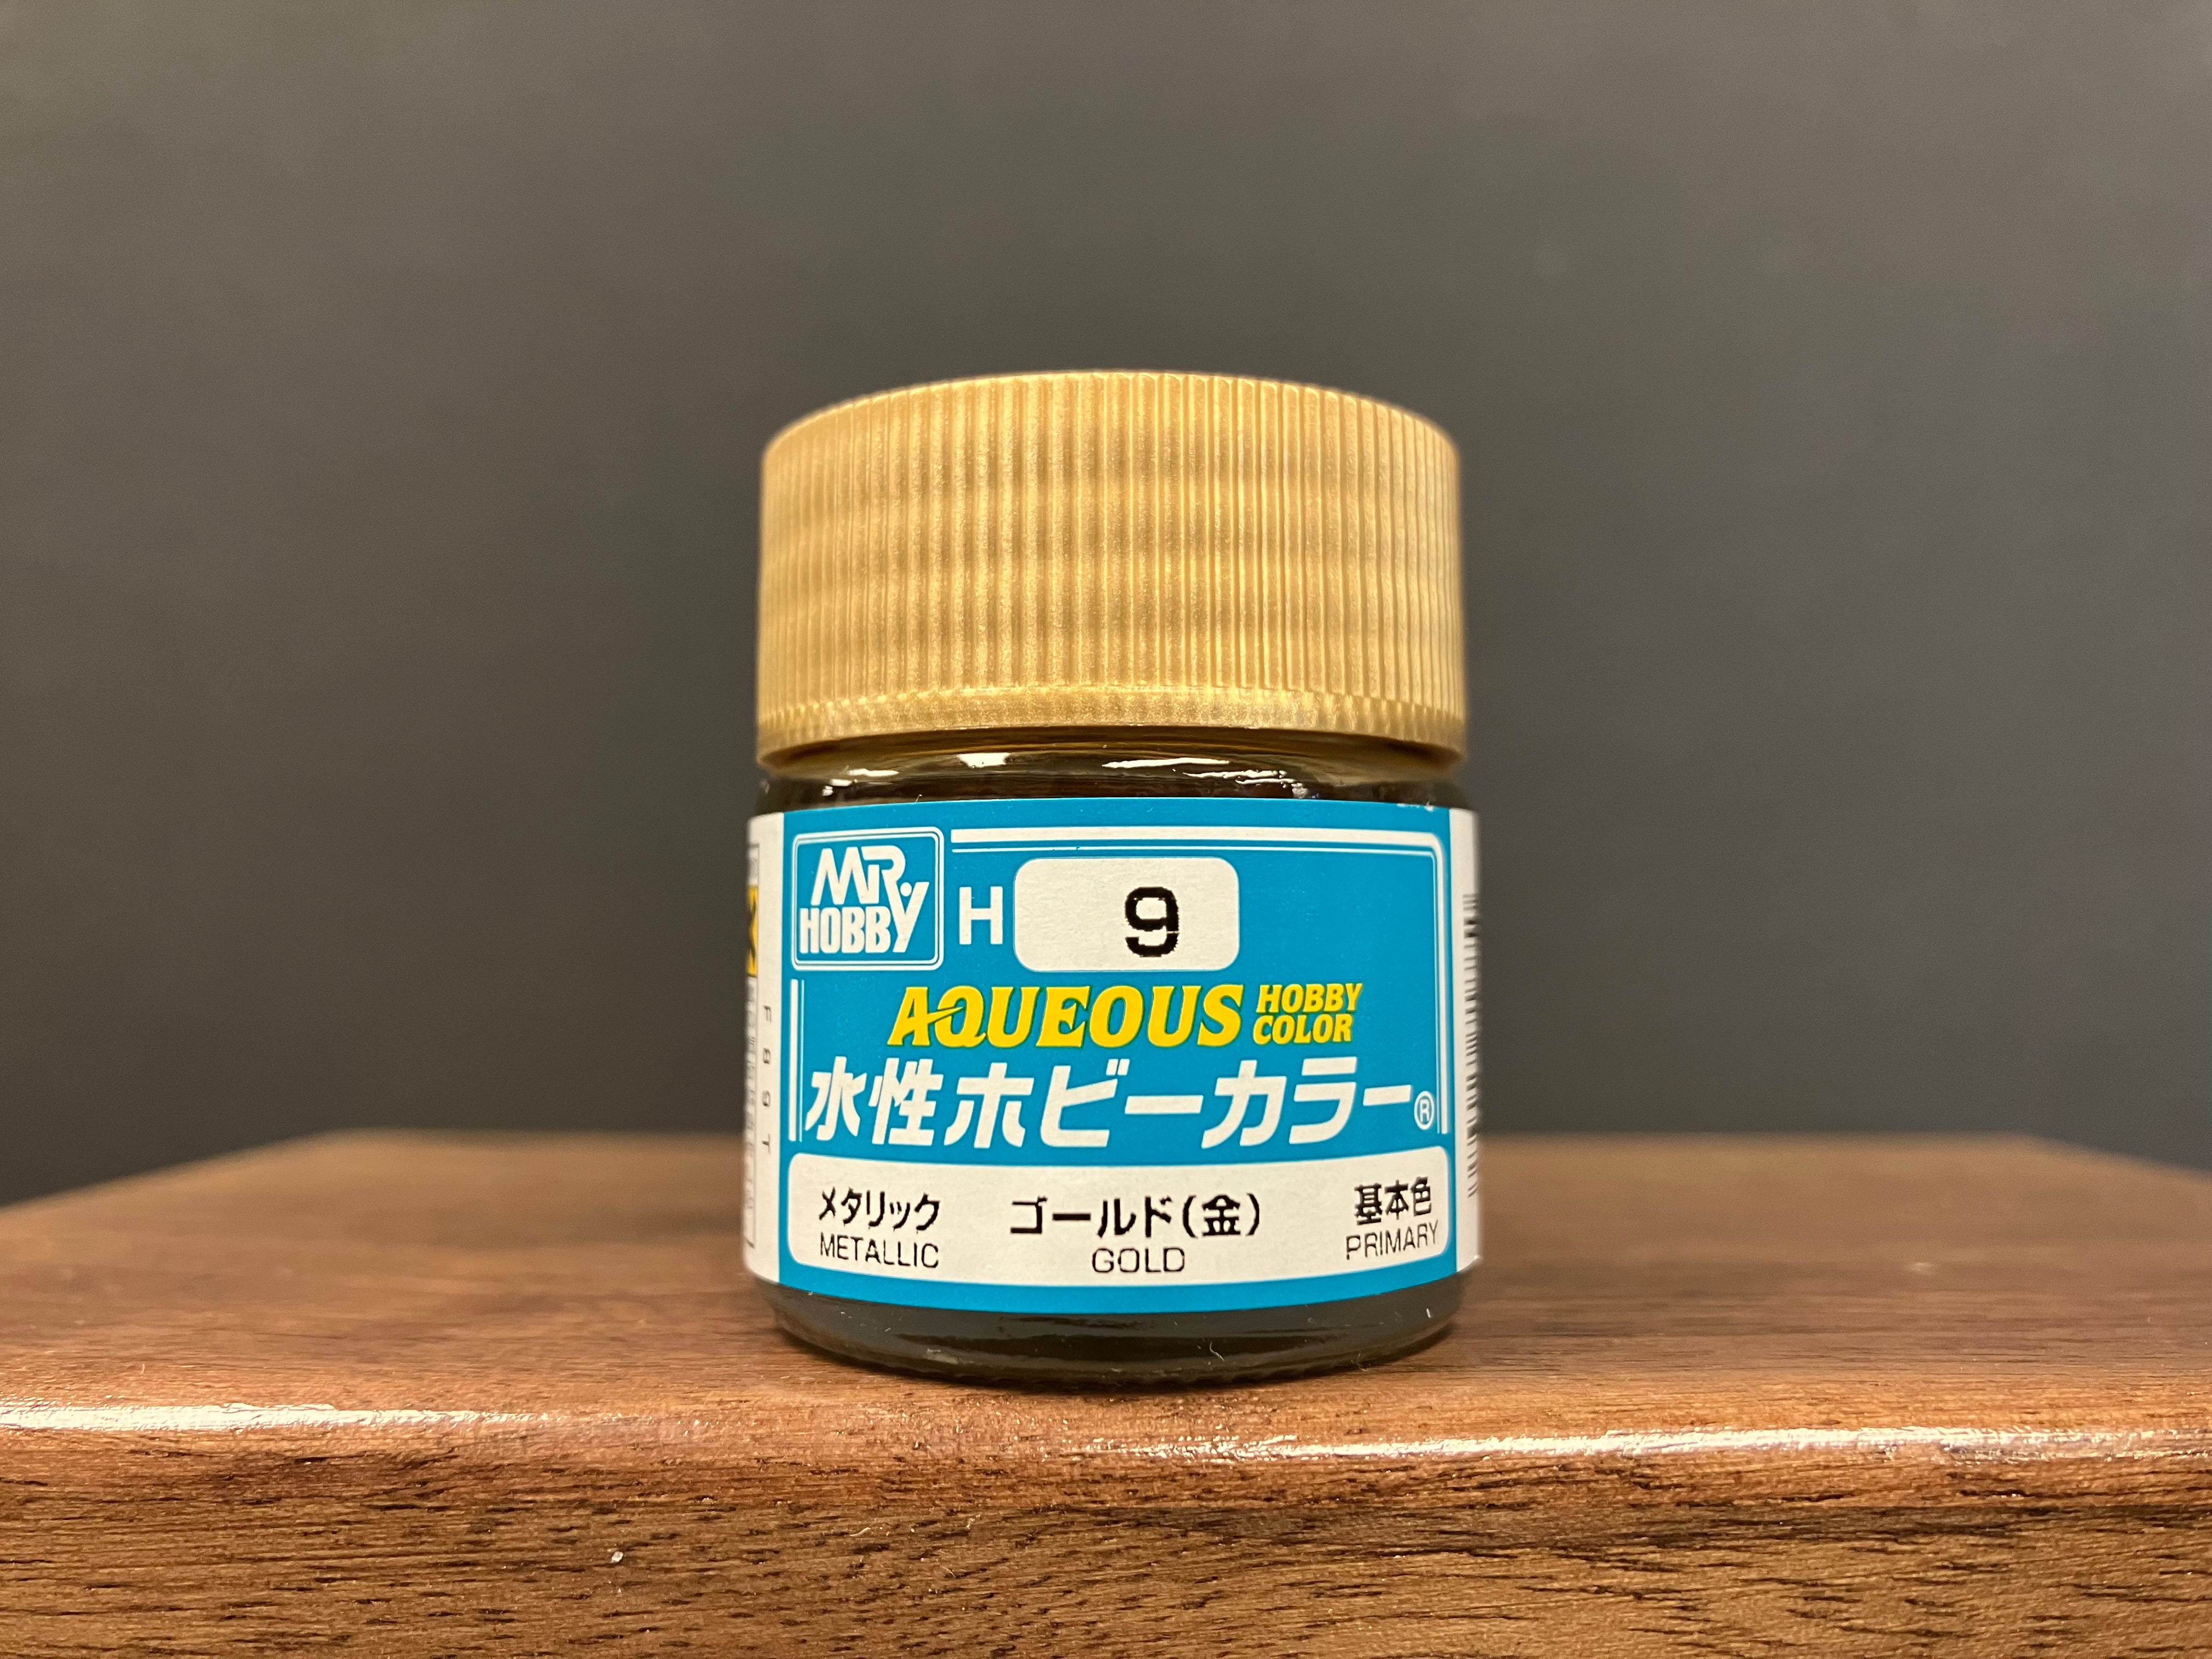 MR. HOBBY
H 9
AQUEOUS HOBBY COLOR
水性ホビーカラー®
メタリック ゴールド(金) 基本色
METALLIC GOLD PRIMARY